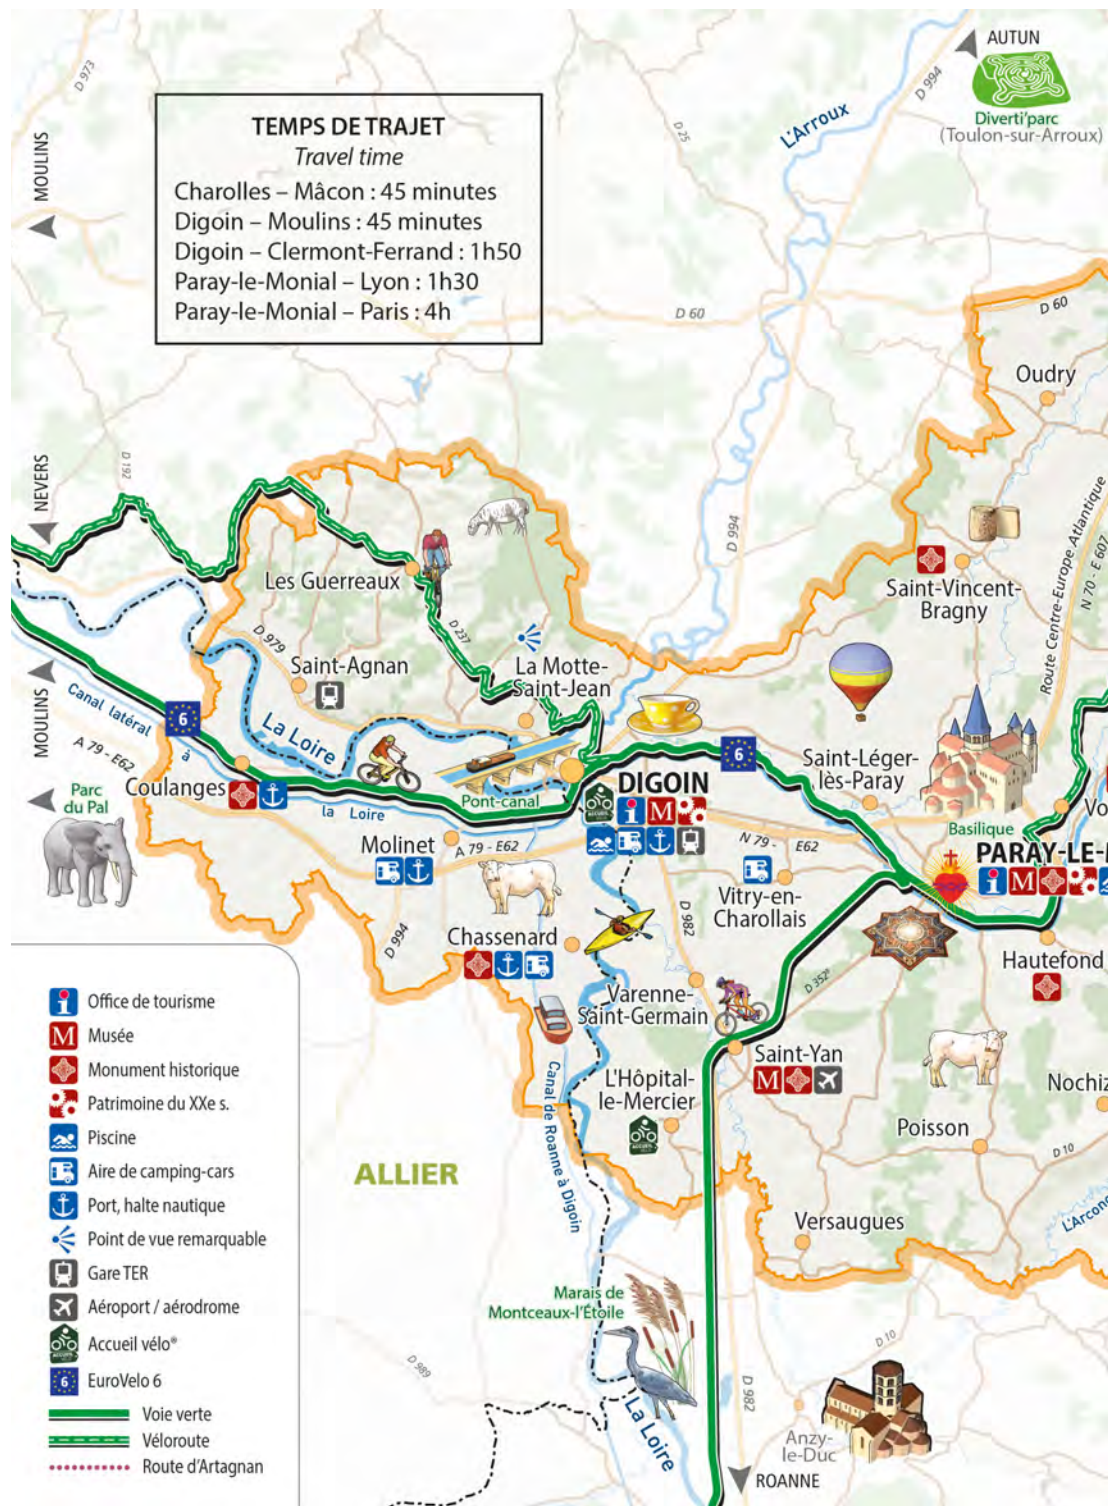 AUTUN
Diverti'parc
(Toulon-sur-Arroux)
D 973
D 994
L'Arroux
D 25
MOULINS
TEMPS DE TRAJET
Travel time
Charolles – Mâcon : 45 minutes
Digoin – Moulins : 45 minutes
Digoin – Clermont-Ferrand : 1h50
Paray-le-Monial – Lyon : 1h30
Paray-le-Monial – Paris : 4h
D 60
D 60
Oudry
NEVERS
D 192
D 994
Route Centre-Europe Atlantique
N 70 - E 607
Les Guerreaux
Saint-Vincent-
Bragny
D 979
D 237
Saint-Agnan
La Motte-
Saint-Jean
MOULINS
Canal latéral
à
la Loire
6
La Loire
A 79 - E62
Coulanges
Parc
du Pal
Pont-canal
DIGOIN
ACCUEIL
i
M
6
Saint-Léger-
lès-Paray
Vo
Basilique
PARAY-LE-M
i
M
Molinet
A 79 - E62
N 79 - E62
Vitry-en-
Charollais
D 994
D 982
Chassenard
Hautefond
D 352
Varenne-
Saint-Germain
Saint-Yan
M
L'Hôpital-
le-Mercier
ACCUEIL
Canal de Roanne à Digoin
Nochiz
Poisson
D 10
L'Arconc
Versaugues
ALLIER
Marais de
Montceaux-l'Étoile
D 989
D 10
D 982
La Loire
Anzy-
le-Duc
ROANNE
i Office de tourisme
M Musée
Monument historique
Patrimoine du XXe s.
Piscine
Aire de camping-cars
Port, halte nautique
Point de vue remarquable
Gare TER
Aéroport / aérodrome
ACCUEIL Accueil vélo®
6 EuroVelo 6
Voie verte
Véloroute
Route d'Artagnan